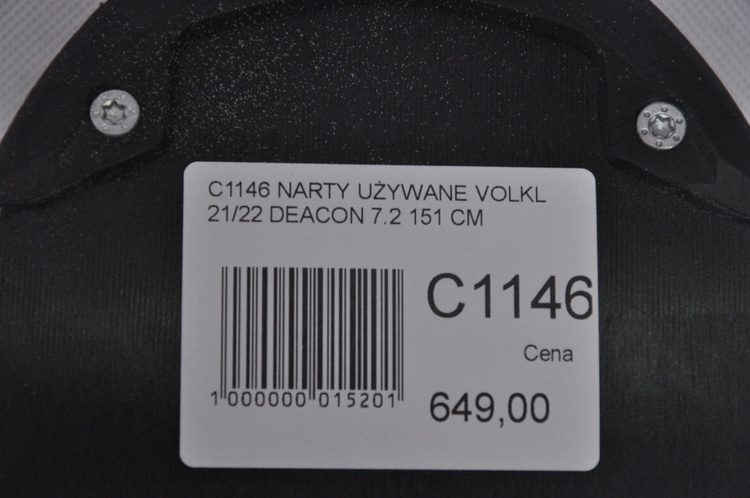 C1146 NARTY UŻYWANE VOLKL
21/22 DEACON 7.2 151 CM
C1146
Cena
1 000000 015201
649,00